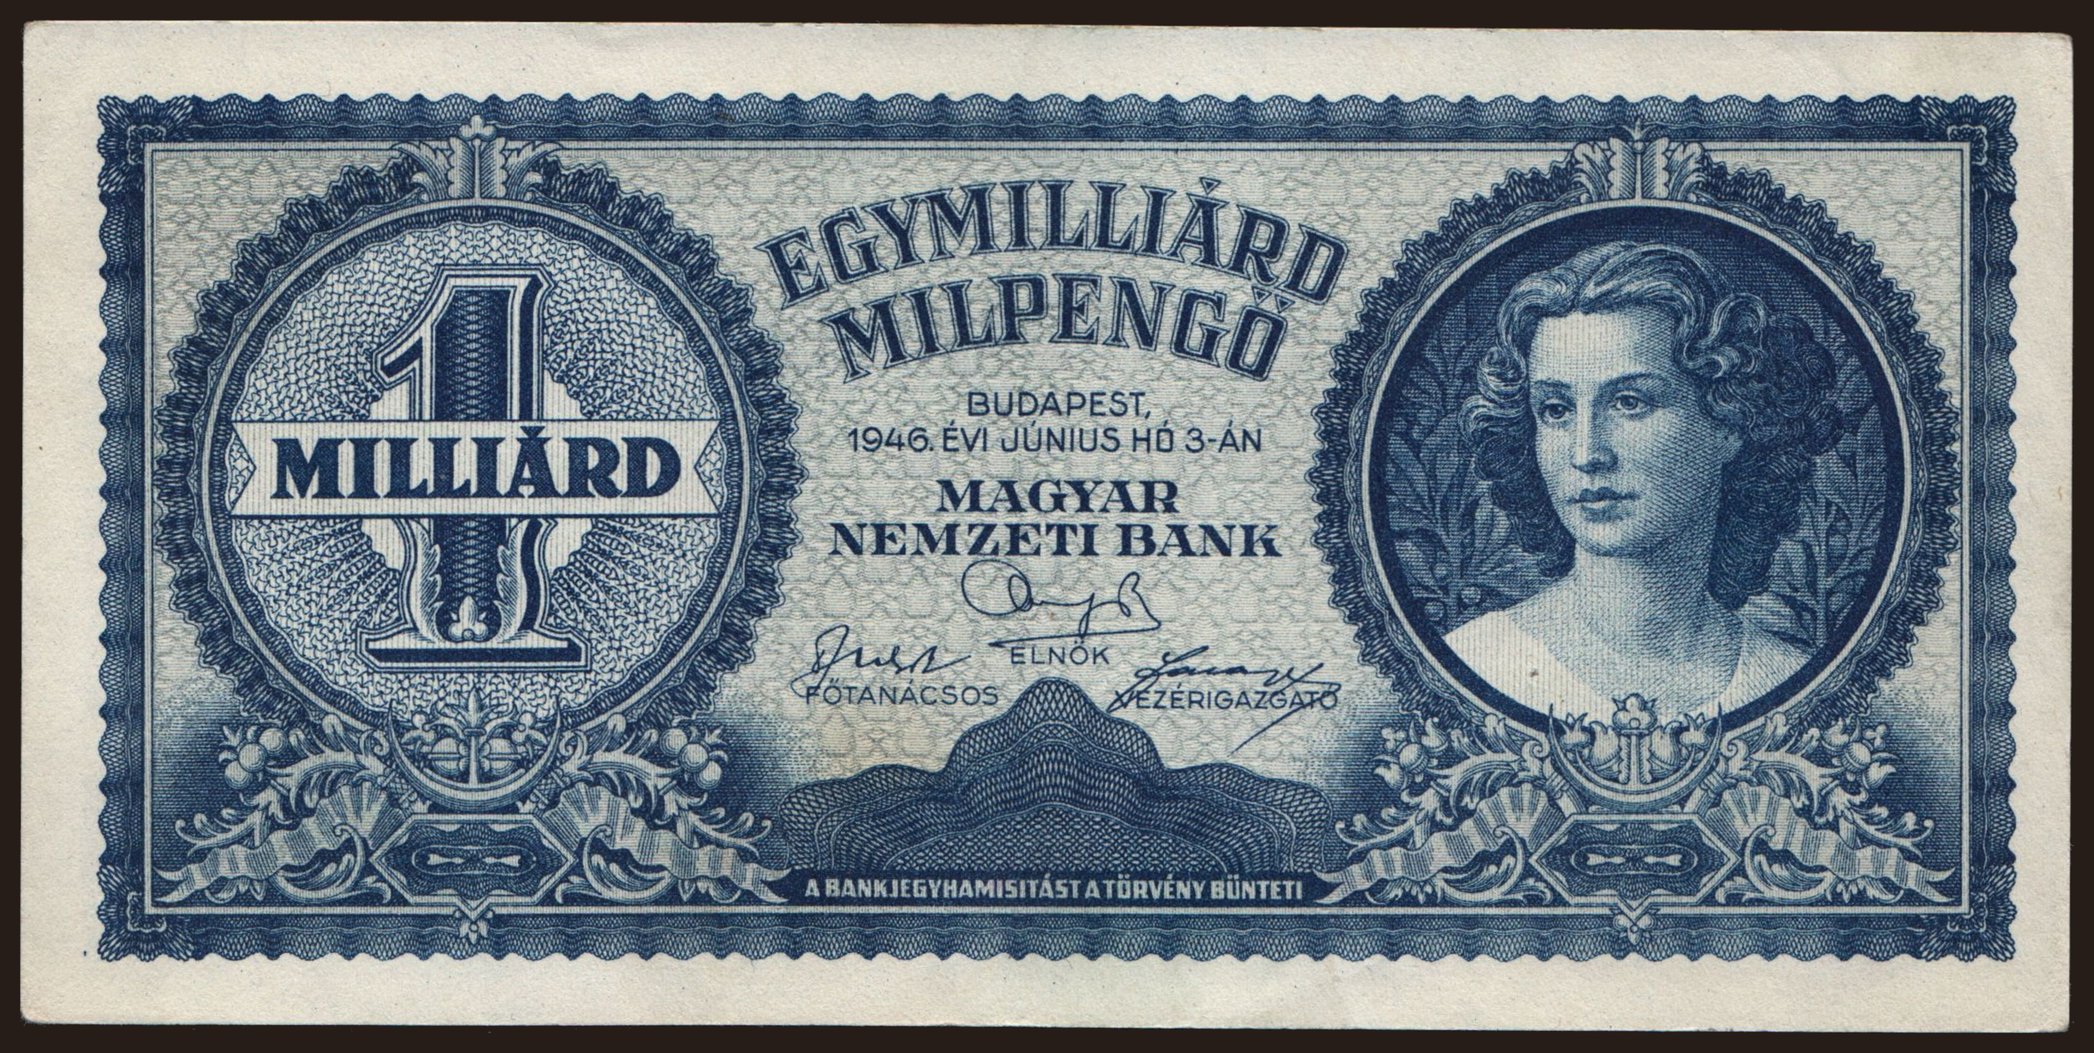 EGYMILLIÁRD
MILPENGŐ
1
MILLIÁRD
BUDAPEST,
1946. ÉVI JÚNIUS HÓ 3-ÁN
MAGYAR
NEMZETI BANK
ELNÖK
FŐTANÁCSOS
VEZÉRIGAZGATÓ
A BANKJEGYHAMISITÁST A TÖRVÉNY BÜNTETI